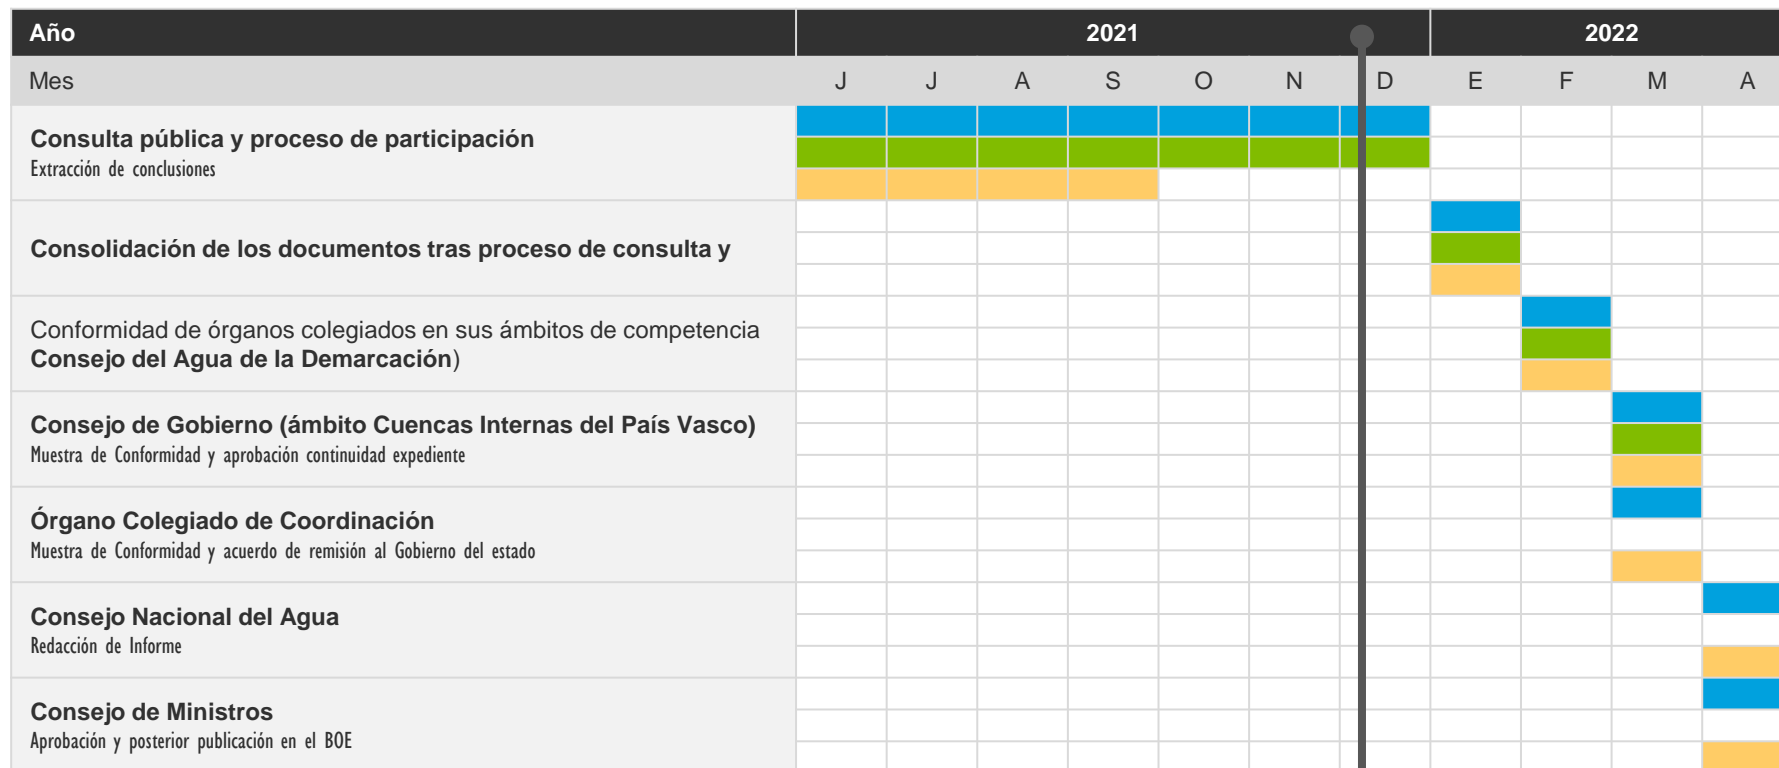 Año 2021 2022
Mes J J A S O N D E F M A
Consulta pública y proceso de participación
Extracción de conclusiones
Consolidación de los documentos tras proceso de consulta y
Conformidad de órganos colegiados en sus ámbitos de competencia
Consejo del Agua de la Demarcación)
Consejo de Gobierno (ámbito Cuencas Internas del País Vasco)
Muestra de Conformidad y aprobación continuidad expediente
Órgano Colegiado de Coordinación
Muestra de Conformidad y acuerdo de remisión al Gobierno del estado
Consejo Nacional del Agua
Redacción de Informe
Consejo de Ministros
Aprobación y posterior publicación en el BOE